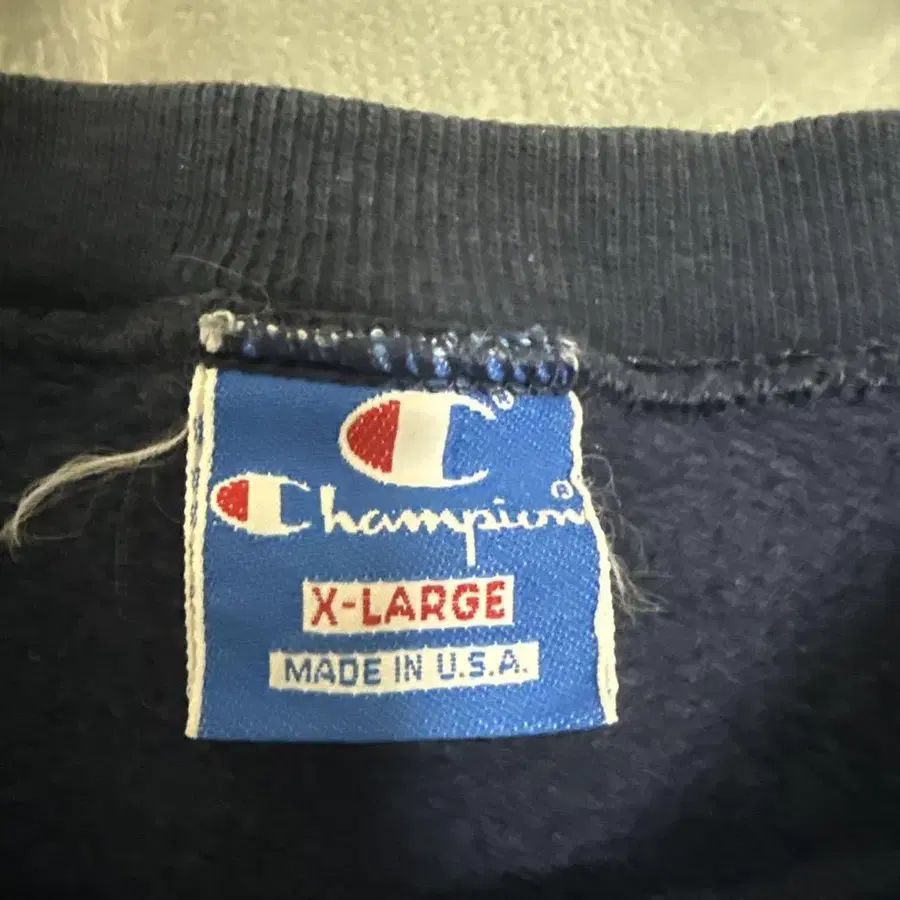 ®
Champion®
X-LARGE
MADE IN U.S.A.